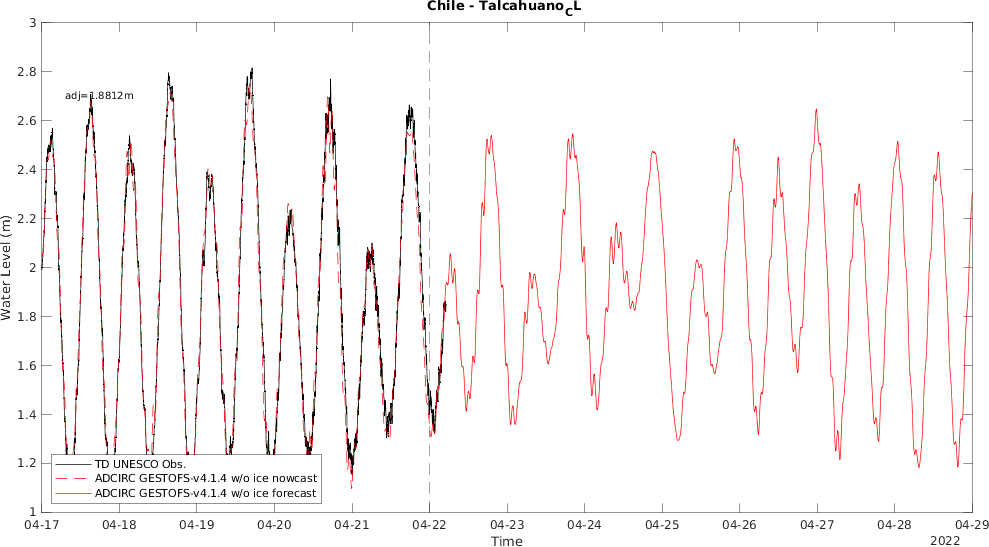 Chile - Talcahuano_CL
3
2.8
2.6
2.4
2.2
2
1.8
1.6
1.4
1.2
1
Water Level (m)
adj=1.8812m
TD UNESCO Obs.
ADCIRC GESTOFS-v4.1.4 w/o ice nowcast
ADCIRC GESTOFS-v4.1.4 w/o ice forecast
04-17 04-18 04-19 04-20 04-21 04-22 04-23 04-24 04-25 04-26 04-27 04-28 04-29
Time
2022